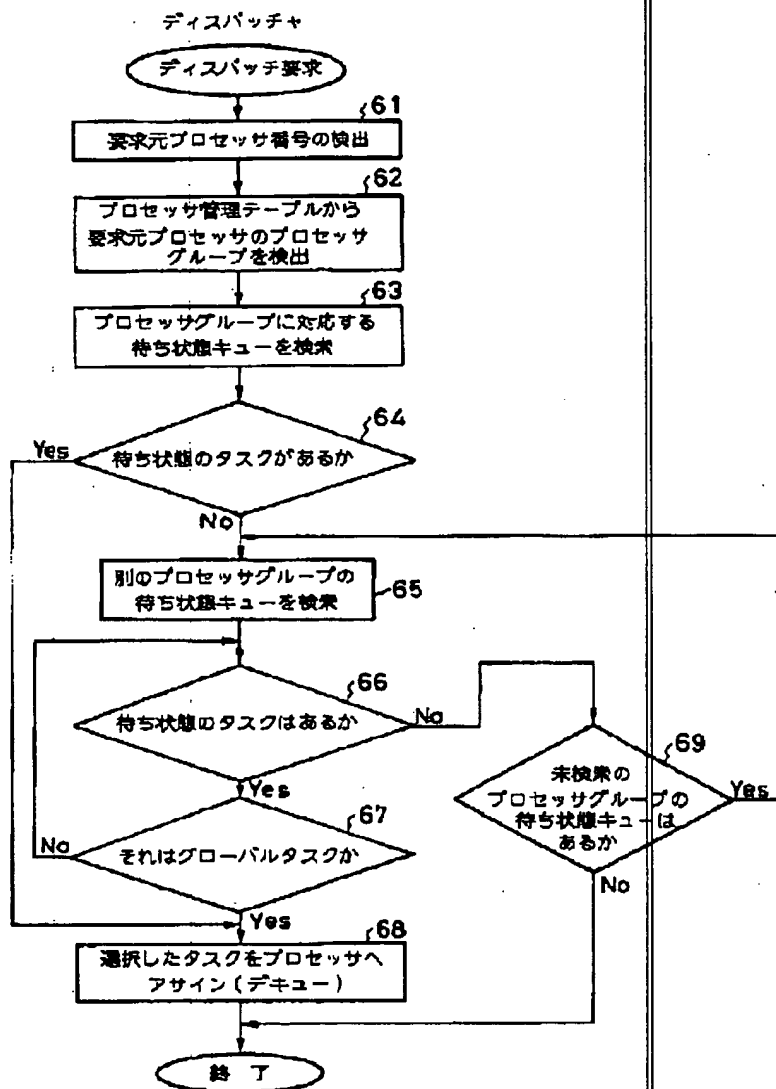 ディスパッチャ
ディスパッチ要求
61
要求元プロセッサ番号の検出
62
プロセッサ管理テーブルから
要求元プロセッサのプロセッサ
グループを検出
63
プロセッサグループに対応する
待ち状態キューを検索
64
待ち状態のタスクがあるか
Yes
No
別のプロセッサグループの
待ち状態キューを検索
65
66
待ち状態のタスクはあるか
No
Yes
69
未検索の
プロセッサグループの
待ち状態キューは
あるか
Yes
No
67
それはグローバルタスクか
No
Yes
68
選択したタスクをプロセッサへ
アサイン(デキュー)
終了